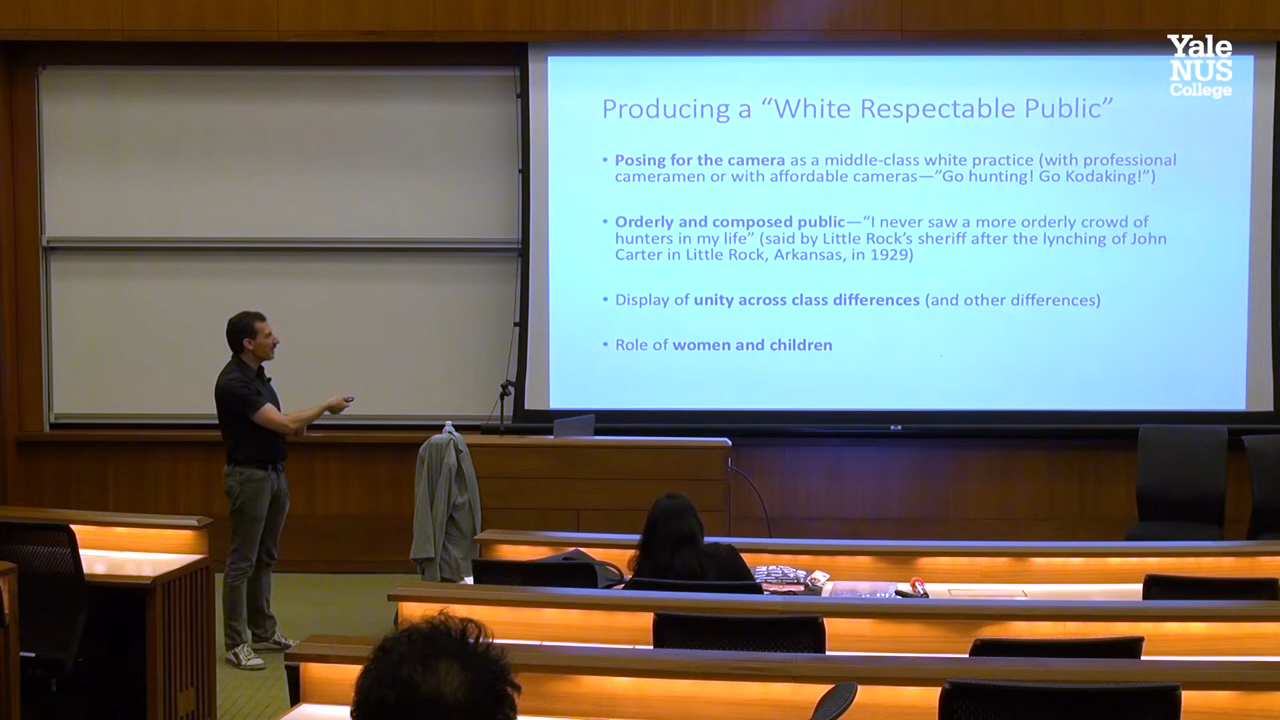 Yale
NUS
College
Producing a “White Respectable Public”
• Posing for the camera as a middle-class white practice (with professional
cameramen or with affordable cameras—”Go hunting! Go Kodaking!”)
• Orderly and composed public—“I never saw a more orderly crowd of
hunters in my life” (said by Little Rock’s sheriff after the lynching of John
Carter in Little Rock, Arkansas, in 1929)
• Display of unity across class differences (and other differences)
• Role of women and children